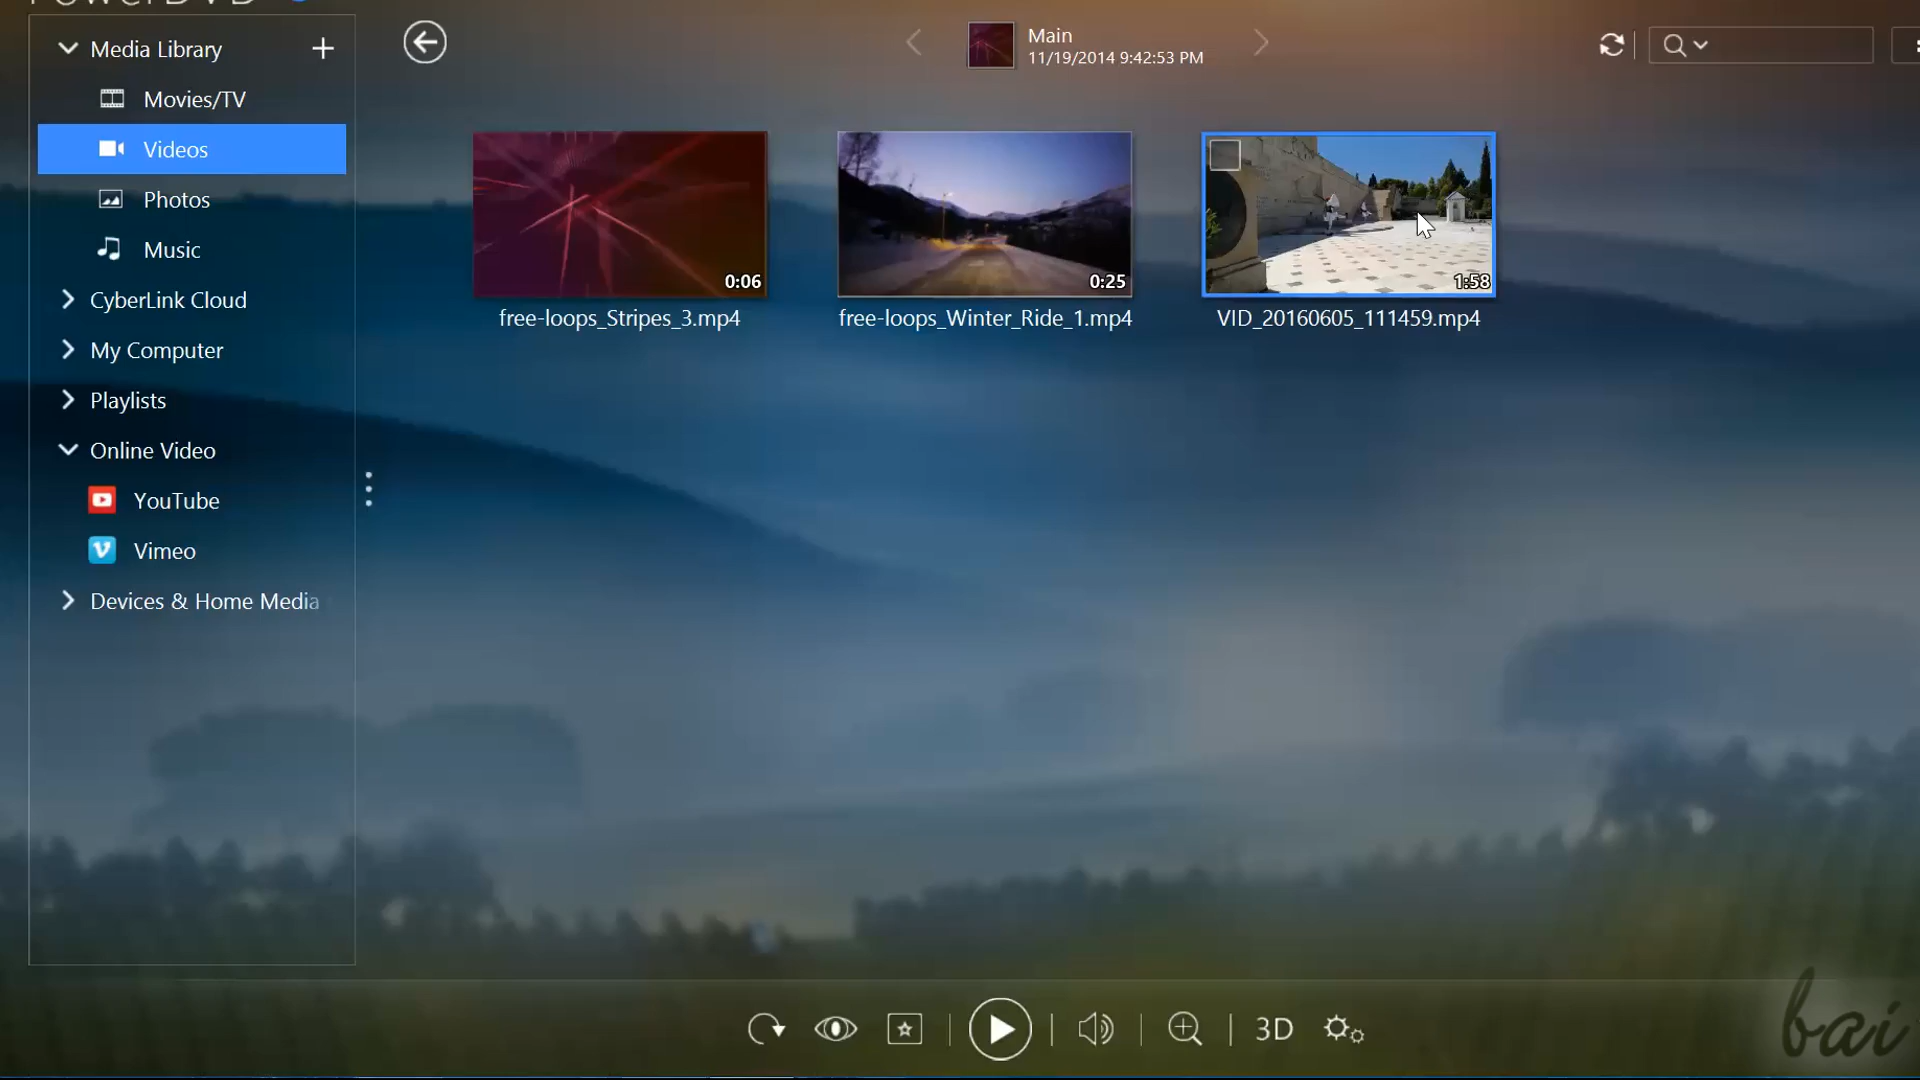 PowerDVD
Media Library
Movies/TV
Videos
Photos
Music
CyberLink Cloud
My Computer
Playlists
Online Video
YouTube
Vimeo
Devices & Home Media
Main
11/19/2014 9:42:53 PM
0:06
free-loops_Stripes_3.mp4
0:25
free-loops_Winter_Ride_1.mp4
1:58
VID_20160605_111459.mp4
3D
bai